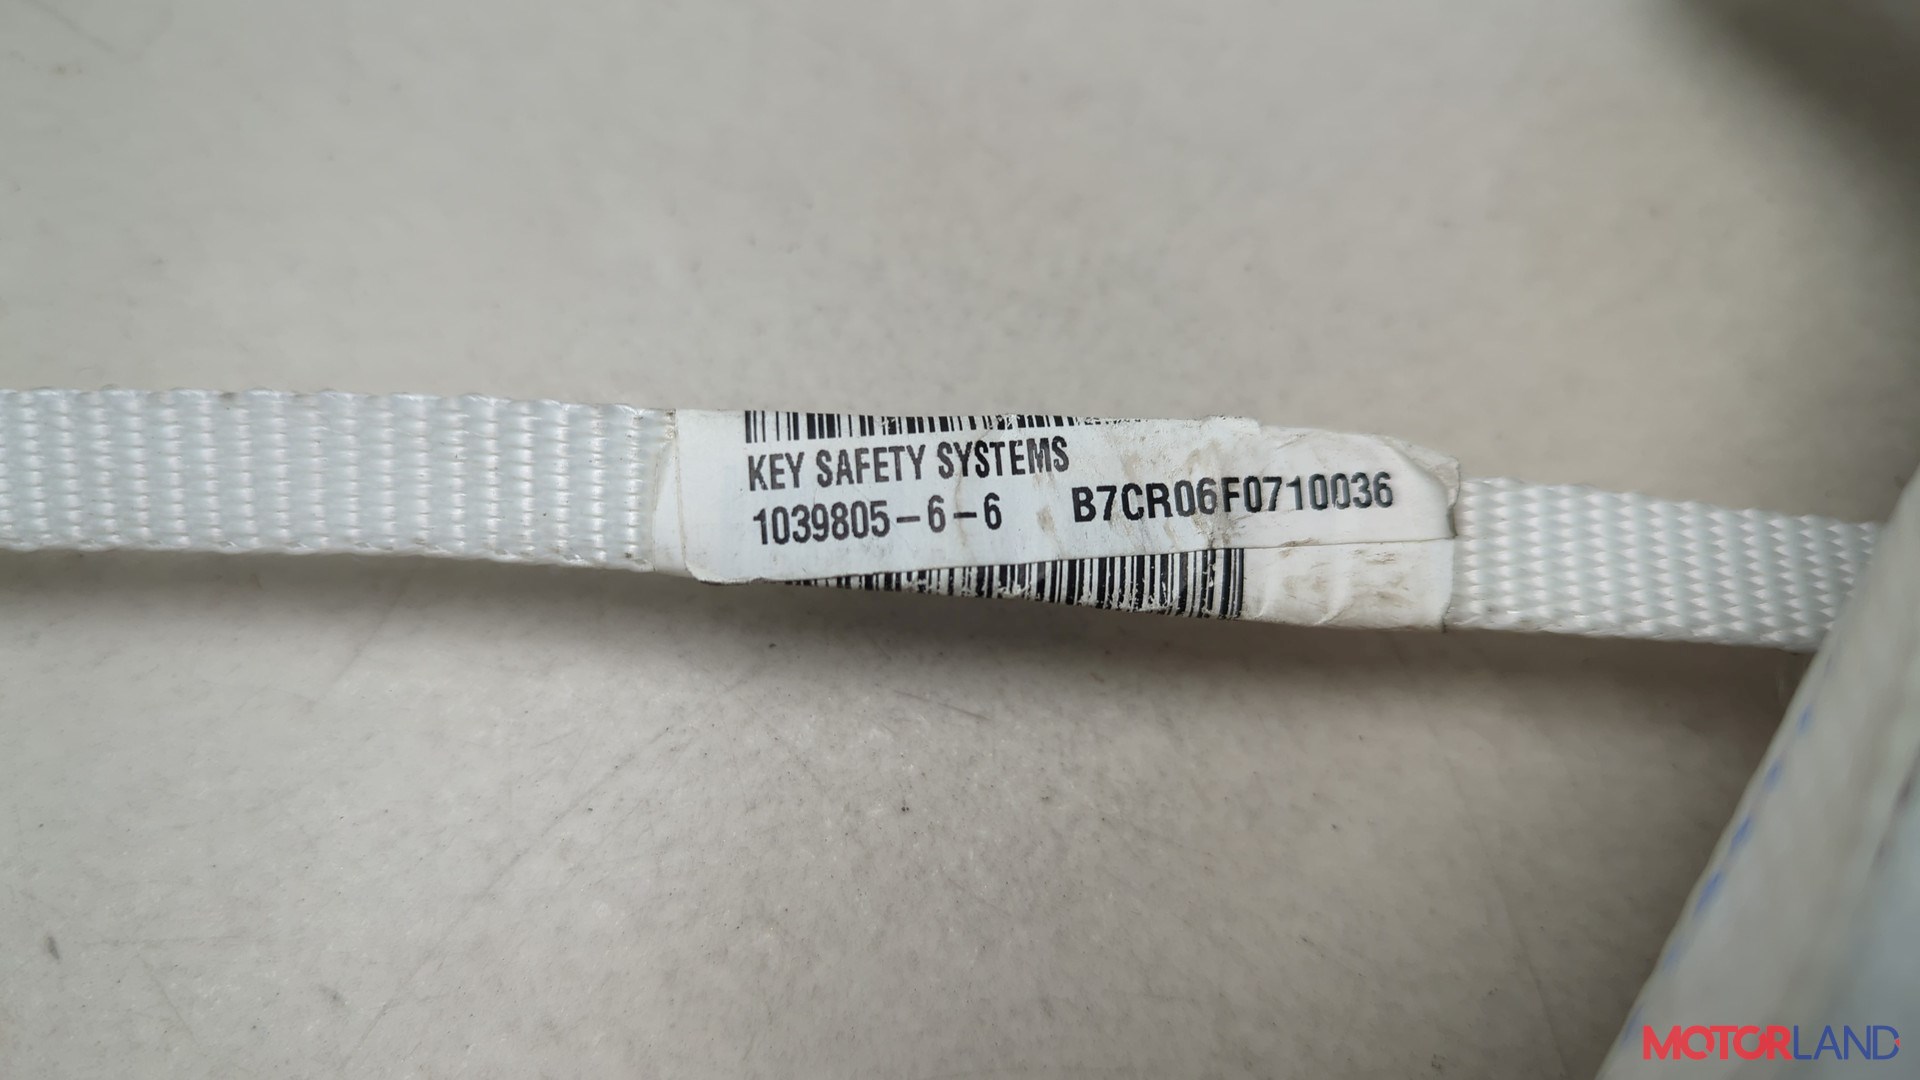 KEY SAFETY SYSTEMS
1039805-6-6 B7CR06F0710036
MOTORLAND